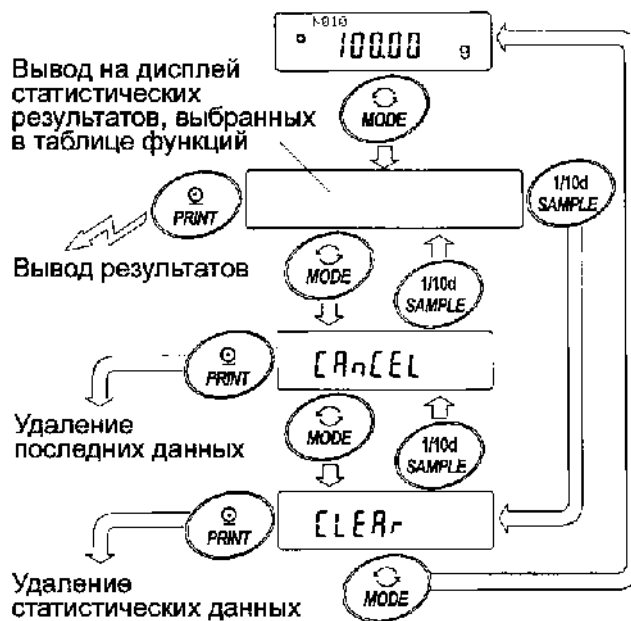 N010
100.00 g
Вывод на дисплей
статистических
результатов, выбранных
в таблице функций
MODE
PRINT
1/10d
SAMPLE
Вывод результатов
MODE
1/10d
SAMPLE
PRINT
CAnCEL
Удаление
последних данных
MODE
1/10d
SAMPLE
PRINT
CLEAr
Удаление
статистических данных
MODE